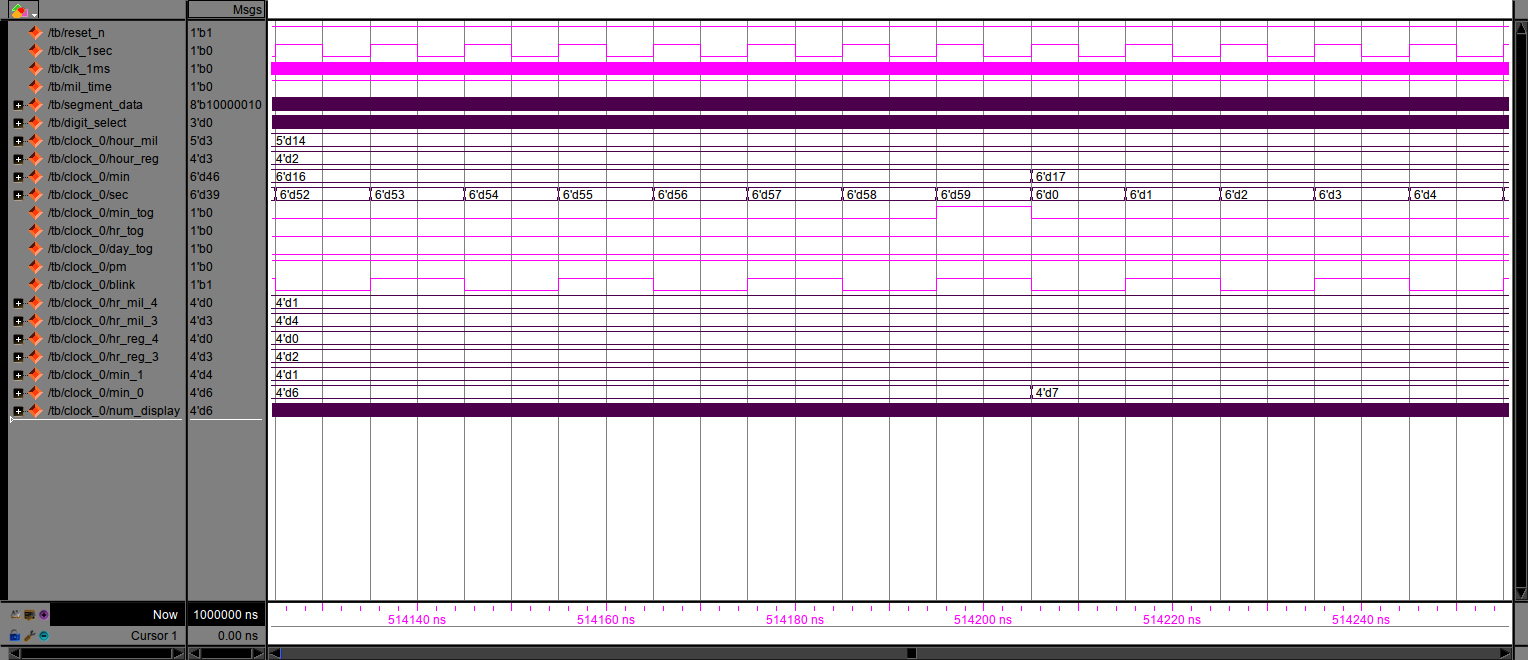 Msgs
/tb/reset_n 1'b1
/tb/clk_1sec 1'b0
/tb/clk_1ms 1'b0
/tb/mil_time 1'b0
/tb/segment_data 8'b10000010
/tb/digit_select 3'd0
/tb/clock_0/hour_mil 5'd3 5'd14
/tb/clock_0/hour_reg 4'd3 4'd2
/tb/clock_0/min 6'd46 6'd16 6'd17
/tb/clock_0/sec 6'd39 6'd52 6'd53 6'd54 6'd55 6'd56 6'd57 6'd58 6'd59 6'd0 6'd1 6'd2 6'd3 6'd4
/tb/clock_0/min_tog 1'b0
/tb/clock_0/hr_tog 1'b0
/tb/clock_0/day_tog 1'b0
/tb/clock_0/pm 1'b0
/tb/clock_0/blink 1'b1
/tb/clock_0/hr_mil_4 4'd0 4'd1
/tb/clock_0/hr_mil_3 4'd3 4'd4
/tb/clock_0/hr_reg_4 4'd0 4'd0
/tb/clock_0/hr_reg_3 4'd3 4'd2
/tb/clock_0/min_1 4'd4 4'd1
/tb/clock_0/min_0 4'd6 4'd6 4'd7
/tb/clock_0/num_display 4'd6
Now 1000000 ns
514140 ns 514160 ns 514180 ns 514200 ns 514220 ns 514240 ns
Cursor 1 0.00 ns